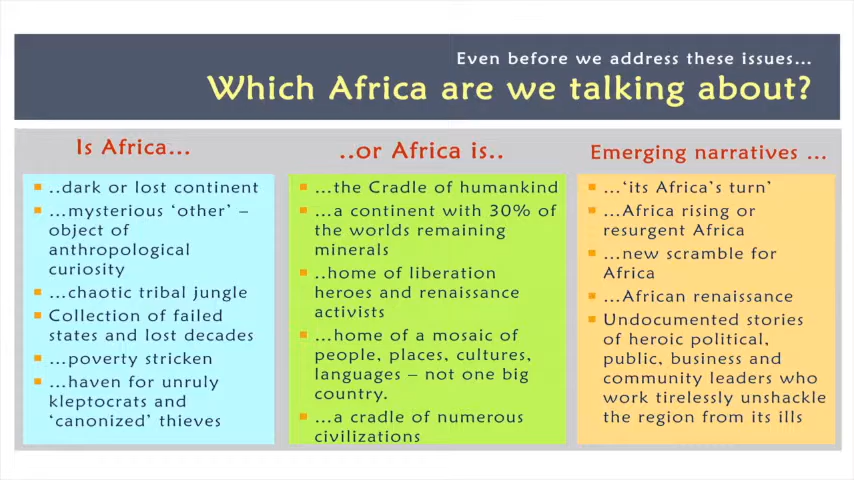 Even before we address these issues…
Which Africa are we talking about?
Is Africa…
..dark or lost continent
…mysterious ‘other’ –
object of
anthropological
curiosity
…chaotic tribal jungle
Collection of failed
states and lost decades
…poverty stricken
…haven for unruly
kleptocrats and
‘canonized’ thieves
..or Africa is..
…the Cradle of humankind
…a continent with 30% of
the worlds remaining
minerals
..home of liberation
heroes and renaissance
activists
…home of a mosaic of
people, places, cultures,
languages – not one big
country.
…a cradle of numerous
civilizations
Emerging narratives …
…‘its Africa’s turn’
…Africa rising or
resurgent Africa
…new scramble for
Africa
…African renaissance
Undocumented stories
of heroic political,
public, business and
community leaders who
work tirelessly unshackle
the region from its ills